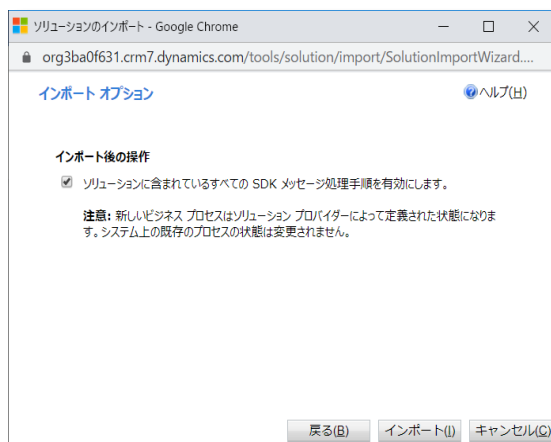 ソリューションのインポート - Google Chrome
org3ba0f631.crm7.dynamics.com/tools/solution/import/SolutionImportWizard....
インポート オプション
ヘルプ(H)
インポート後の操作
ソリューションに含まれているすべての SDK メッセージ処理手順を有効にします。
注意: 新しいビジネス プロセスはソリューション プロバイダーによって定義された状態になりま
す。システム上の既存のプロセスの状態は変更されません。
戻る(B)
インポート(I)
キャンセル(C)